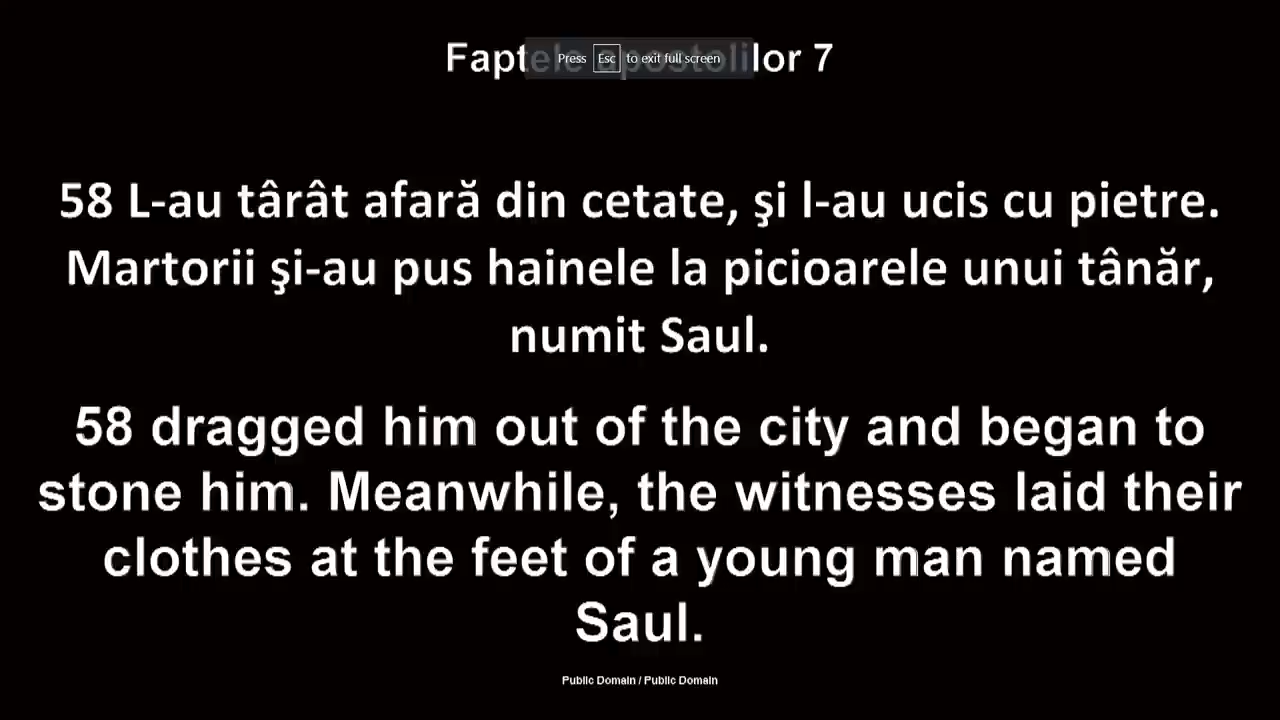 Faptele apostolilor 7
Press Esc to exit full screen
58 L-au târât afară din cetate, şi l-au ucis cu pietre.
Martorii şi-au pus hainele la picioarele unui tânăr,
numit Saul.
58 dragged him out of the city and began to
stone him. Meanwhile, the witnesses laid their
clothes at the feet of a young man named
Saul.
Public Domain / Public Domain